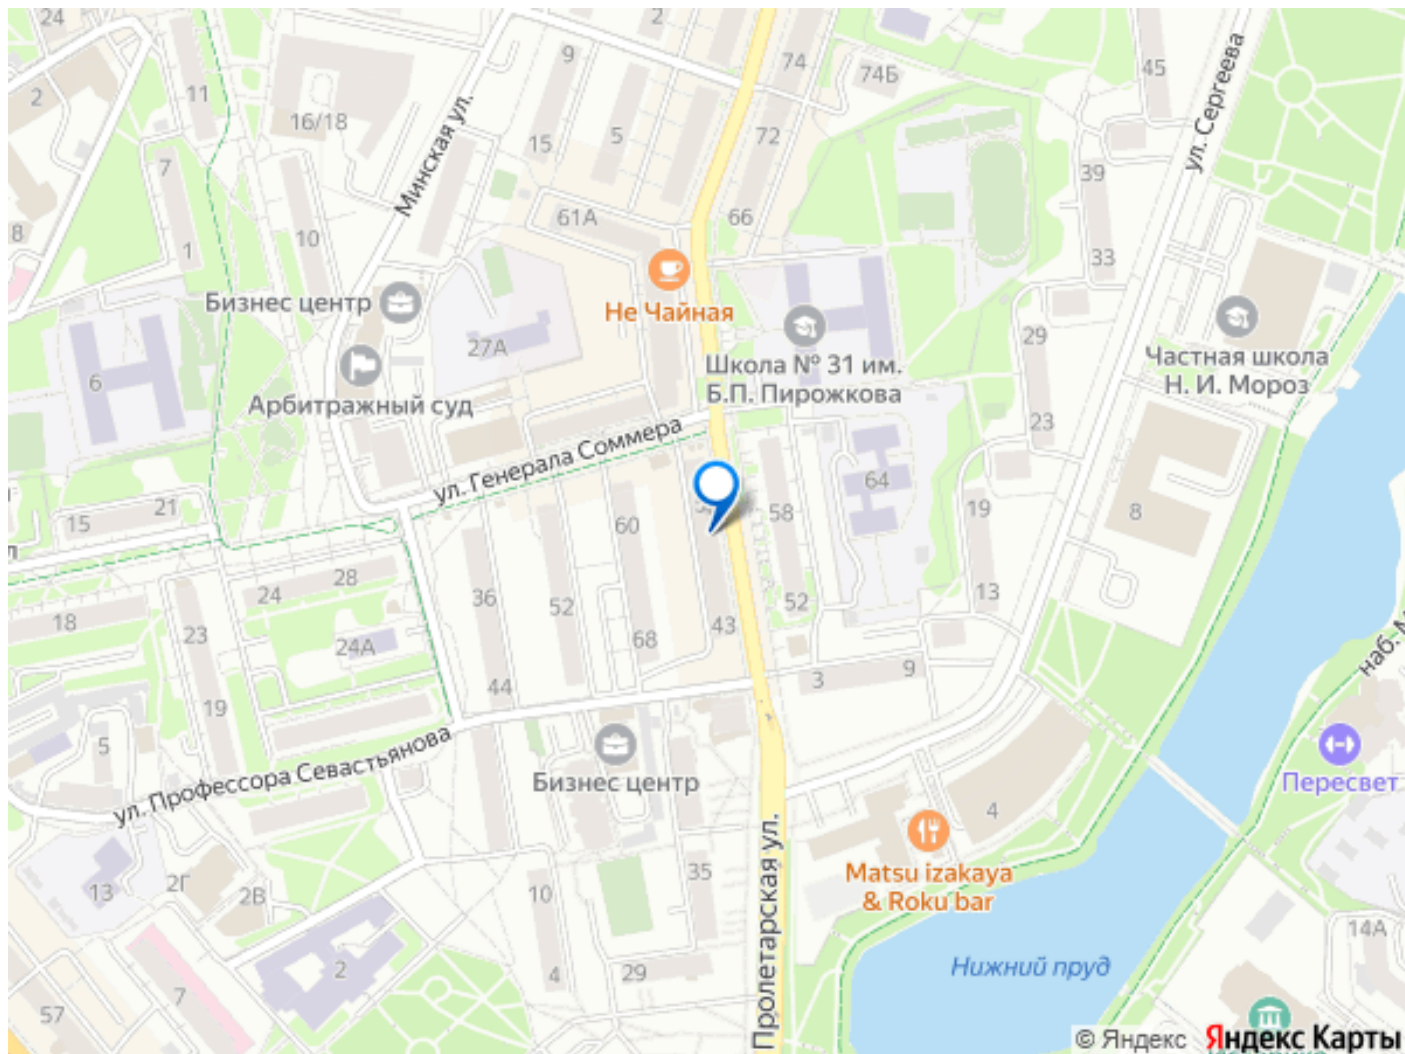 24
2
9
2
74
74Б
45
ул. Сергеева
11
16/18
15
5
72
Минская ул.
7
39
61А
66
8
10
1
33
Бизнес центр
Не Чайная
27А
29
Школа № 31 им.
Б.П. Пирожкова
Частная школа
Н. И. Мороз
6
Арбитражный суд
23
ул. Генерала Соммера
64
21
15
60
58
19
8
28
24
36
52
52
13
18
23
43
68
24А
наб. М
9
3
44
19
5
ул. Профессора Севастьянова
Бизнес центр
Пересвет
4
Пролетарская ул.
Matsu izakaya
& Roku bar
35
13
2Г
2В
10
14А
Нижний пруд
2
4
29
7
57
© Яндекс Яндекс Карты